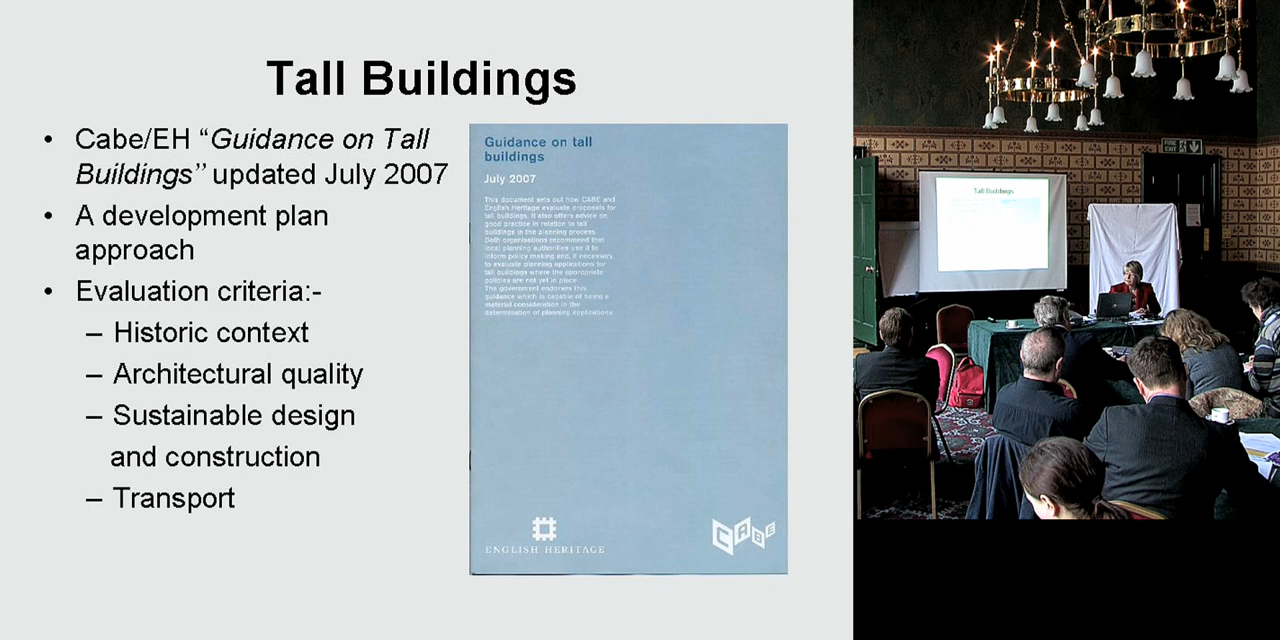 Tall Buildings
• Cabe/EH “Guidance on Tall
Buildings” updated July 2007
• A development plan
approach
• Evaluation criteria:-
– Historic context
– Architectural quality
– Sustainable design
and construction
– Transport
Guidance on tall
buildings
July 2007
This document sets out how CABE and
English Heritage evaluate proposals for
tall buildings. It also offers advice on
good practice in relation to tall
buildings in the planning process.
Both organisations recommend that
local planning authorities use it to
inform policy making and, if necessary,
to evaluate planning applications for
tall buildings where the appropriate
policies are not yet in place.
The government endorses this
guidance which is capable of being a
material consideration in the
determination of planning applications.
ENGLISH HERITAGE
CABE
Tall Buildings
FIRE EXIT